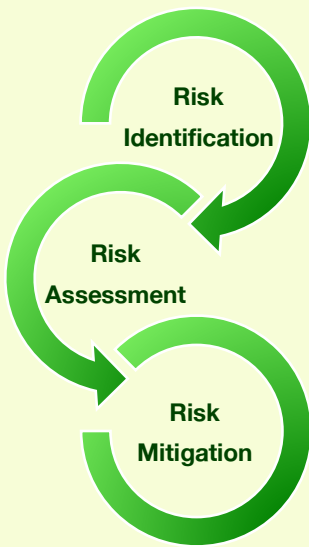 Risk
Identification
Risk
Assessment
Risk
Mitigation